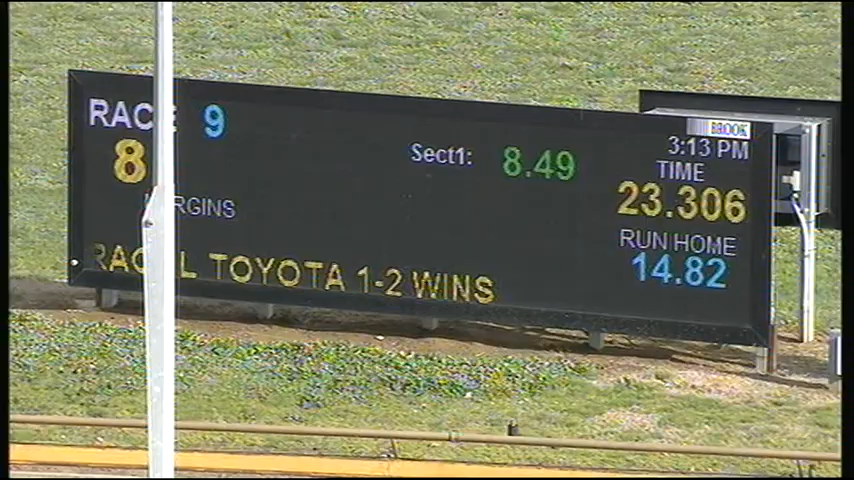 RACE 9
BROOK
3:13 PM
8
Sect1: 8.49
TIME
23.306
RUN HOME
14.82
TOYOTA 1-2 WINS